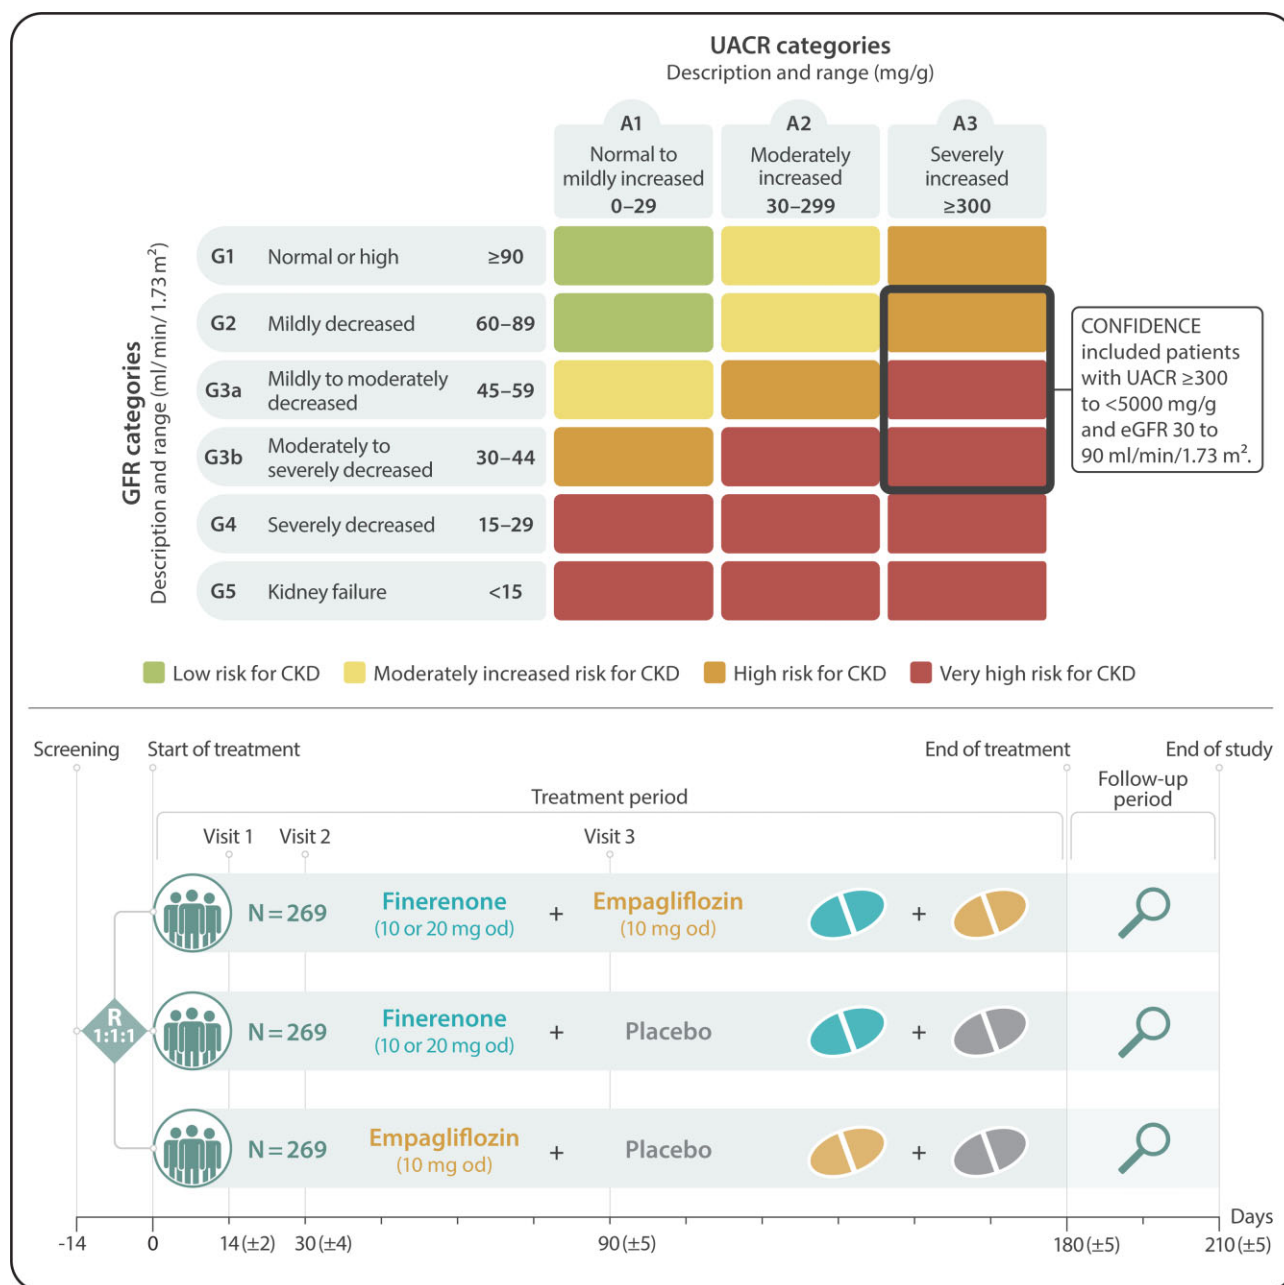 UACR categories
Description and range (mg/g)
A1
Normal to
mildly increased
0–29
A2
Moderately
increased
30–299
A3
Severely
increased
≥300
GFR categories
Description and range (ml/min/1.73 m²)
G1 Normal or high ≥90
G2 Mildly decreased 60–89
G3a Mildly to moderately
decreased 45–59
G3b Moderately to
severely decreased 30–44
G4 Severely decreased 15–29
G5 Kidney failure <15
CONFIDENCE
included patients
with UACR ≥300
to <5000 mg/g
and eGFR 30 to
90 ml/min/1.73 m².
Low risk for CKD Moderately increased risk for CKD High risk for CKD Very high risk for CKD
Screening Start of treatment End of treatment End of study
Treatment period
Follow-up
period
Visit 1 Visit 2 Visit 3
R
1:1:1
N = 269 Finerenone + Empagliflozin +
(10 or 20 mg od) (10 mg od)
N = 269 Finerenone + Placebo +
(10 or 20 mg od)
N = 269 Empagliflozin + Placebo +
(10 mg od)
Days
-14 0 14 (±2) 30 (±4) 90 (±5) 180 (±5) 210 (±5)